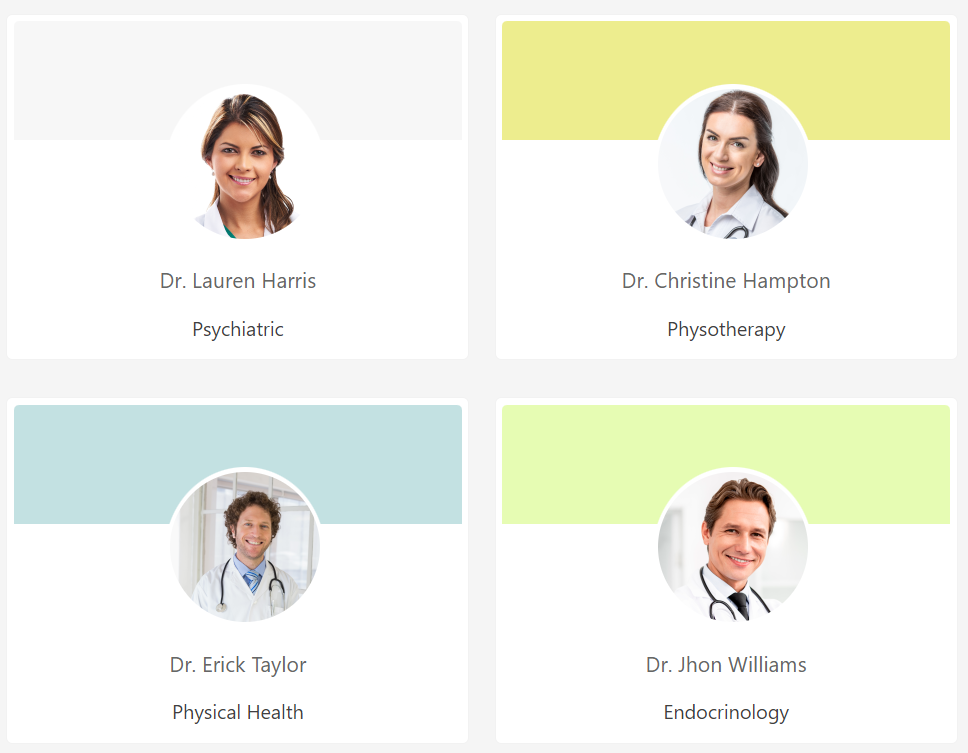 Dr. Lauren Harris
Psychiatric
Dr. Christine Hampton
Physotherapy
Dr. Erick Taylor
Physical Health
Dr. Jhon Williams
Endocrinology